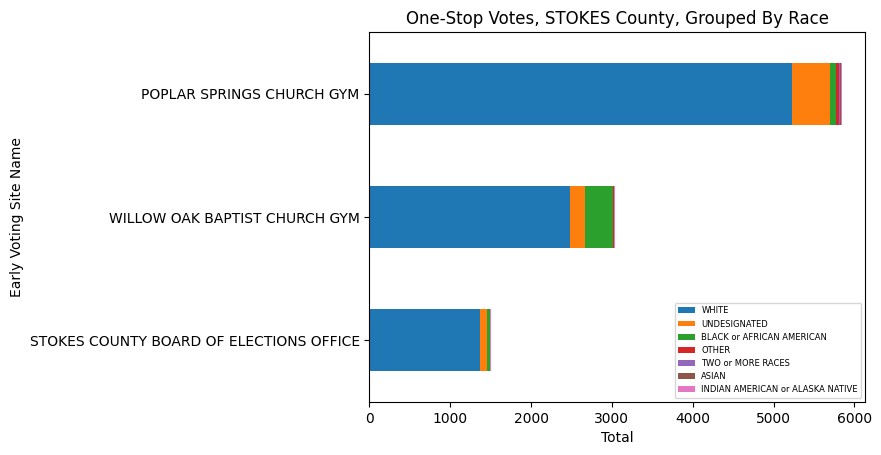 One-Stop Votes, STOKES County, Grouped By Race
Early Voting Site Name
POPLAR SPRINGS CHURCH GYM
WILLOW OAK BAPTIST CHURCH GYM
STOKES COUNTY BOARD OF ELECTIONS OFFICE
WHITE
UNDESIGNATED
BLACK or AFRICAN AMERICAN
OTHER
TWO or MORE RACES
ASIAN
INDIAN AMERICAN or ALASKA NATIVE
0 1000 2000 3000 4000 5000 6000
Total